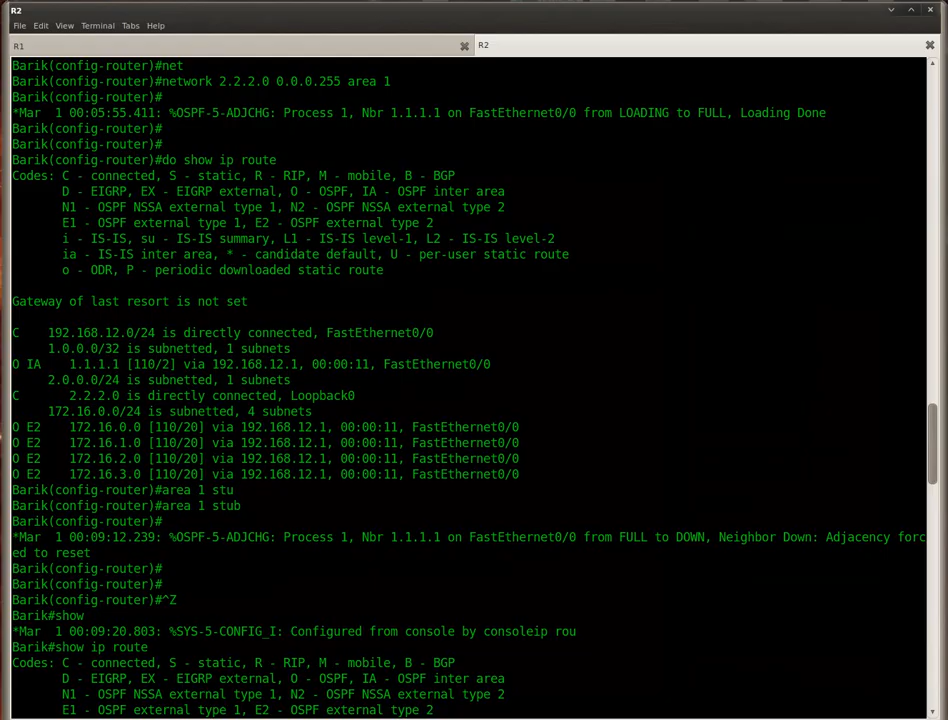 R2
File Edit View Terminal Tabs Help
R1
R2
Barik(config-router)#net
Barik(config-router)#network 2.2.2.0 0.0.0.255 area 1
Barik(config-router)#
*Mar  1 00:05:55.411: %OSPF-5-ADJCHG: Process 1, Nbr 1.1.1.1 on FastEthernet0/0 from LOADING to FULL, Loading Done
Barik(config-router)#
Barik(config-router)#
Barik(config-router)#do show ip route
Codes: C - connected, S - static, R - RIP, M - mobile, B - BGP
       D - EIGRP, EX - EIGRP external, O - OSPF, IA - OSPF inter area
       N1 - OSPF NSSA external type 1, N2 - OSPF NSSA external type 2
       E1 - OSPF external type 1, E2 - OSPF external type 2
       i - IS-IS, su - IS-IS summary, L1 - IS-IS level-1, L2 - IS-IS level-2
       ia - IS-IS inter area, * - candidate default, U - per-user static route
       o - ODR, P - periodic downloaded static route
Gateway of last resort is not set
C    192.168.12.0/24 is directly connected, FastEthernet0/0
     1.0.0.0/32 is subnetted, 1 subnets
O IA    1.1.1.1 [110/2] via 192.168.12.1, 00:00:11, FastEthernet0/0
     2.0.0.0/24 is subnetted, 1 subnets
C       2.2.2.0 is directly connected, Loopback0
     172.16.0.0/24 is subnetted, 4 subnets
O E2    172.16.0.0 [110/20] via 192.168.12.1, 00:00:11, FastEthernet0/0
O E2    172.16.1.0 [110/20] via 192.168.12.1, 00:00:11, FastEthernet0/0
O E2    172.16.2.0 [110/20] via 192.168.12.1, 00:00:11, FastEthernet0/0
O E2    172.16.3.0 [110/20] via 192.168.12.1, 00:00:11, FastEthernet0/0
Barik(config-router)#area 1 stu
Barik(config-router)#area 1 stub
Barik(config-router)#
*Mar  1 00:09:12.239: %OSPF-5-ADJCHG: Process 1, Nbr 1.1.1.1 on FastEthernet0/0 from FULL to DOWN, Neighbor Down: Adjacency forc
ed to reset
Barik(config-router)#
Barik(config-router)#
Barik(config-router)#^Z
Barik#show
*Mar  1 00:09:20.803: %SYS-5-CONFIG_I: Configured from console by consoleip rou
Barik#show ip route
Codes: C - connected, S - static, R - RIP, M - mobile, B - BGP
       D - EIGRP, EX - EIGRP external, O - OSPF, IA - OSPF inter area
       N1 - OSPF NSSA external type 1, N2 - OSPF NSSA external type 2
       E1 - OSPF external type 1, E2 - OSPF external type 2